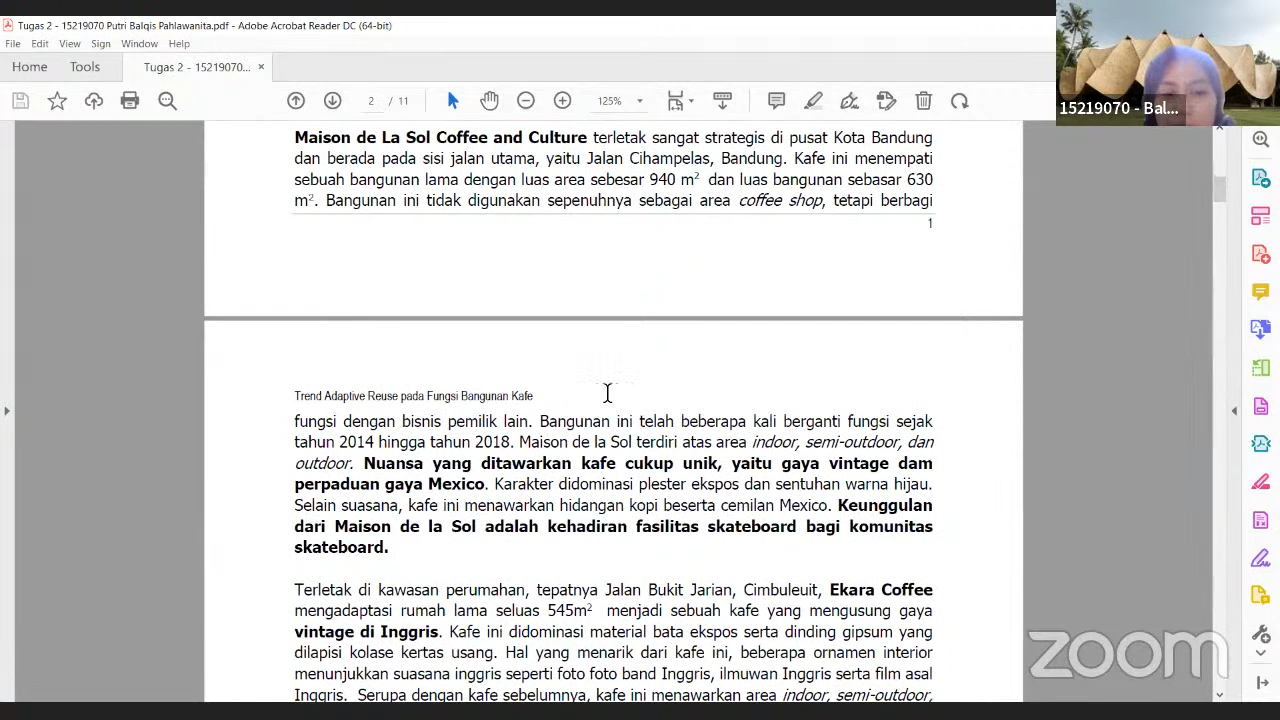 Tugas 2 - 15219070 Putri Balqis Pahlawanita.pdf - Adobe Acrobat Reader DC (64-bit)
File Edit View Sign Window Help
Home Tools Tugas 2 - 15219070... ×
2 / 11 125%
15219070 - Bal...
Maison de La Sol Coffee and Culture terletak sangat strategis di pusat Kota Bandung
dan berada pada sisi jalan utama, yaitu Jalan Cihampelas, Bandung. Kafe ini menempati
sebuah bangunan lama dengan luas area sebesar 940 m² dan luas bangunan sebasar 630
m². Bangunan ini tidak digunakan sepenuhnya sebagai area coffee shop, tetapi berbagi
1
Trend Adaptive Reuse pada Fungsi Bangunan Kafe
fungsi dengan bisnis pemilik lain. Bangunan ini telah beberapa kali berganti fungsi sejak
tahun 2014 hingga tahun 2018. Maison de la Sol terdiri atas area indoor, semi-outdoor, dan
outdoor. Nuansa yang ditawarkan kafe cukup unik, yaitu gaya vintage dam
perpaduan gaya Mexico. Karakter didominasi plester ekspos dan sentuhan warna hijau.
Selain suasana, kafe ini menawarkan hidangan kopi beserta cemilan Mexico. Keunggulan
dari Maison de la Sol adalah kehadiran fasilitas skateboard bagi komunitas
skateboard.
Terletak di kawasan perumahan, tepatnya Jalan Bukit Jarian, Cimbuleuit, Ekara Coffee
mengadaptasi rumah lama seluas 545m² menjadi sebuah kafe yang mengusung gaya
vintage di Inggris. Kafe ini didominasi material bata ekspos serta dinding gipsum yang
dilapisi kolase kertas usang. Hal yang menarik dari kafe ini, beberapa ornamen interior
menunjukkan suasana inggris seperti foto foto band Inggris, ilmuwan Inggris serta film asal
Inggris. Serupa dengan kafe sebelumnya, kafe ini menawarkan area indoor, semi-outdoor,
zoom